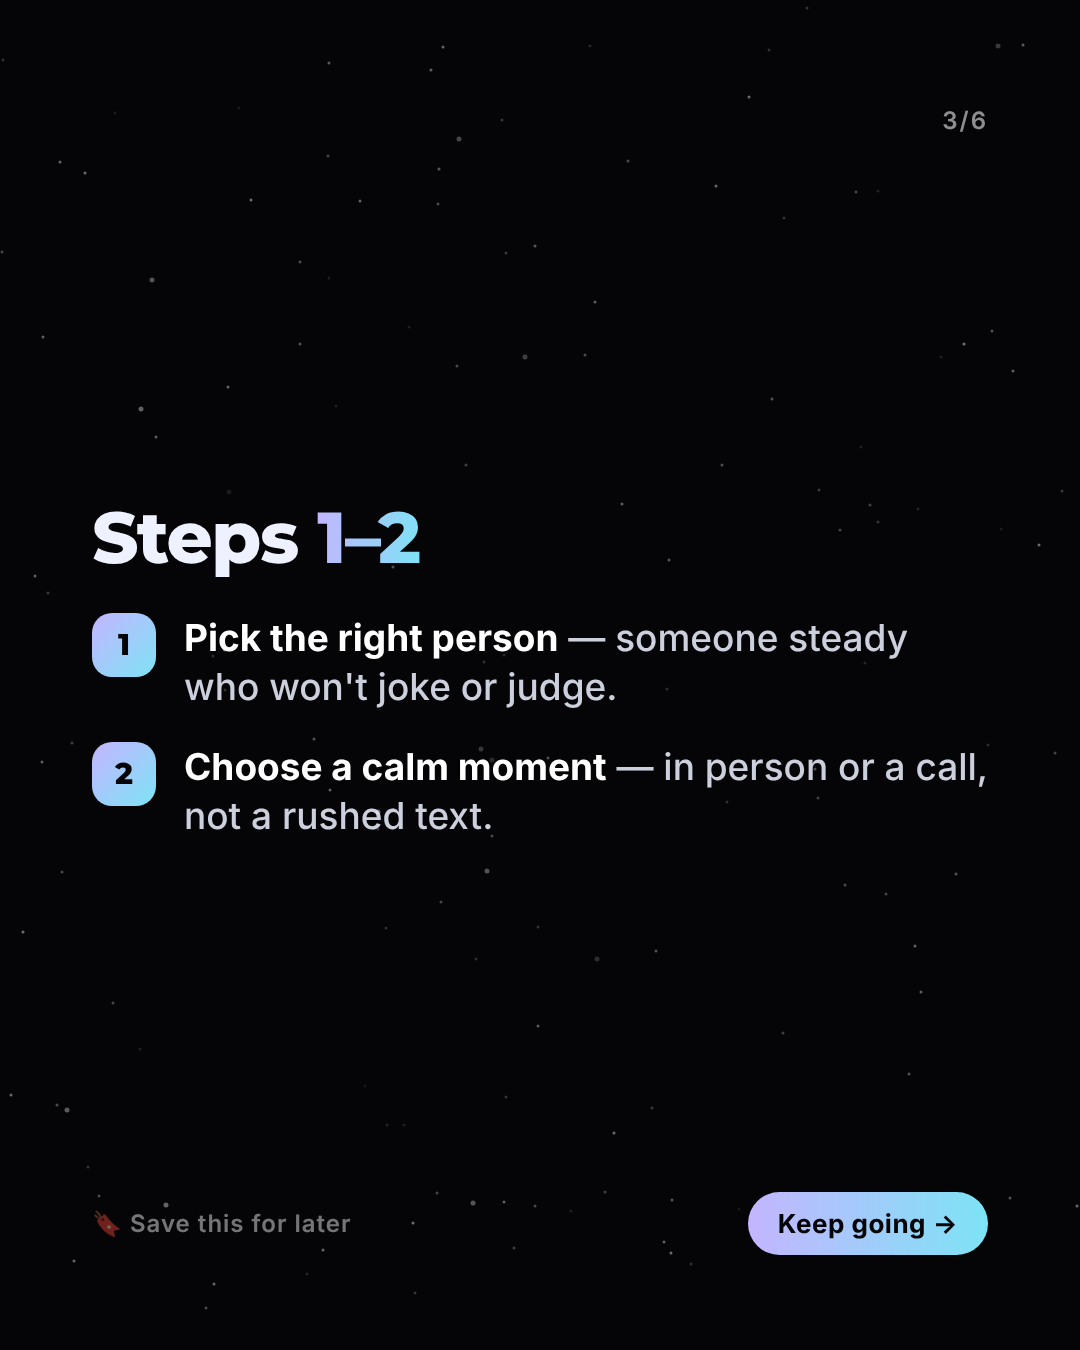 3/6
Steps 1–2
1 Pick the right person — someone steady
who won't joke or judge.
2 Choose a calm moment — in person or a call,
not a rushed text.
🔖 Save this for later
Keep going →